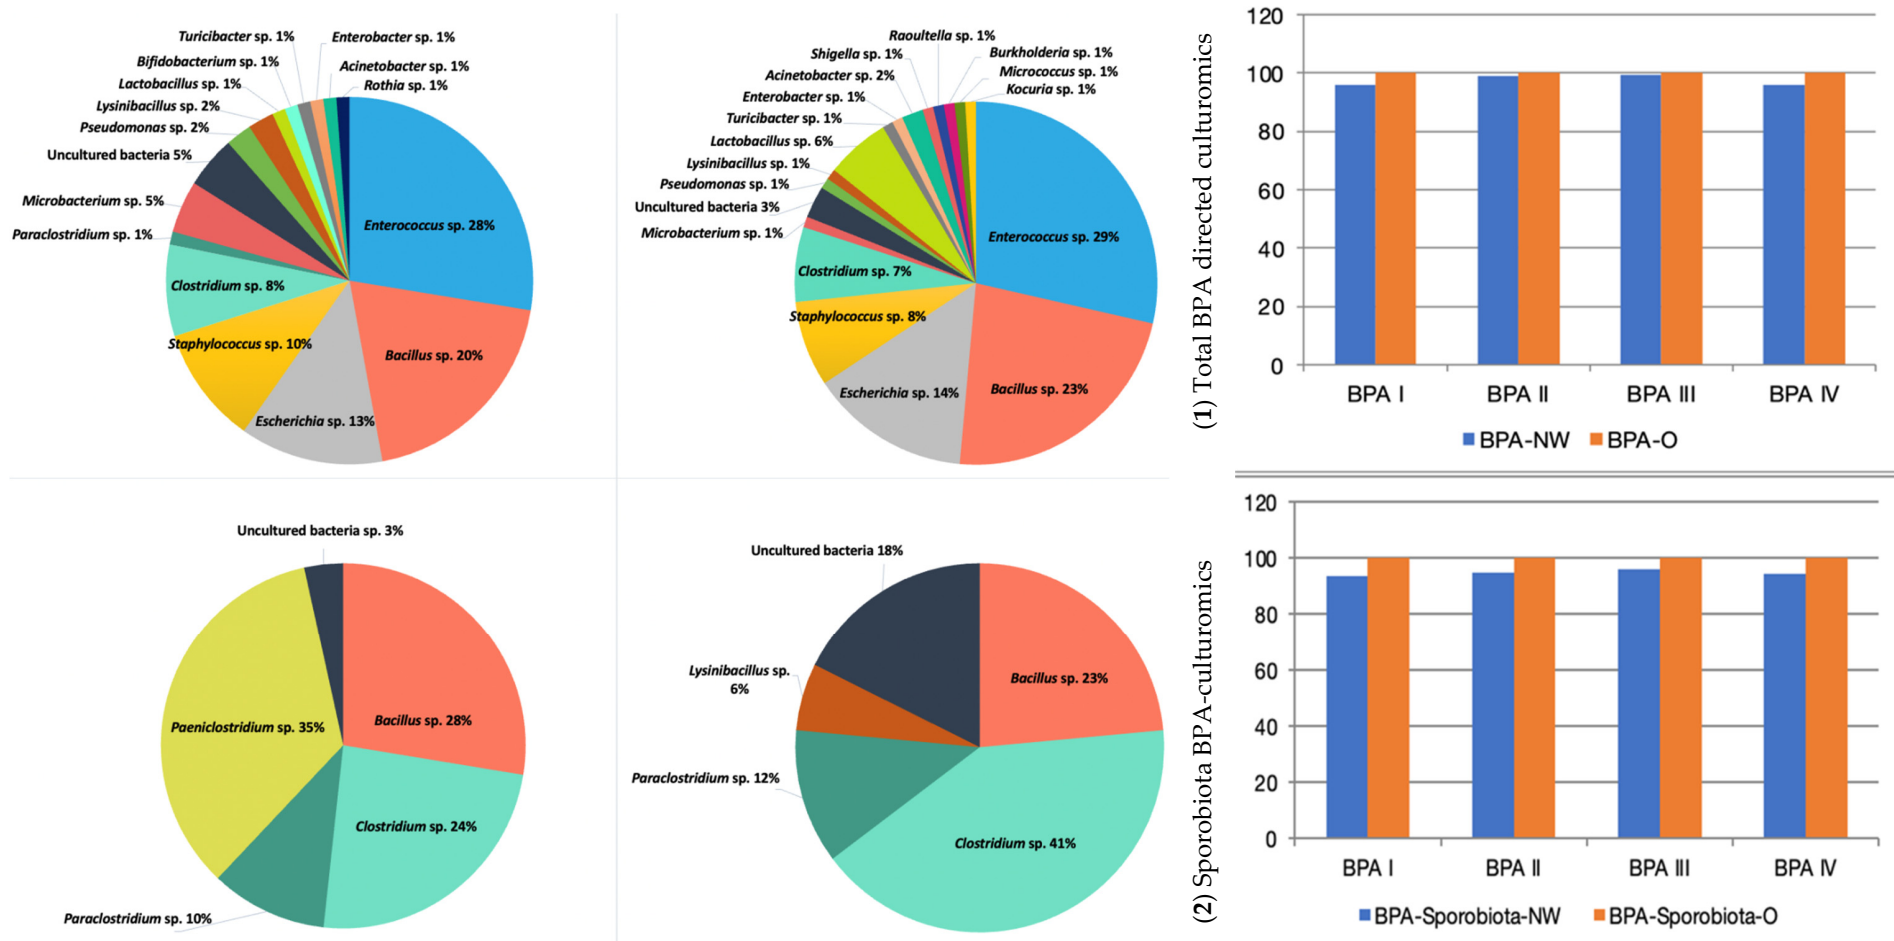 Turicibacter sp. 1%
Enterobacter sp. 1%
Bifidobacterium sp. 1%
Acinetobacter sp. 1%
Lactobacillus sp. 1%
Rothia sp. 1%
Lysinibacillus sp. 2%
Pseudomonas sp. 2%
Uncultured bacteria 5%
Microbacterium sp. 5%
Paraclostridium sp. 1%
Enterococcus sp. 28%
Clostridium sp. 8%
Staphylococcus sp. 10%
Bacillus sp. 20%
Escherichia sp. 13%
Raoultella sp. 1%
Shigella sp. 1%
Burkholderia sp. 1%
Acinetobacter sp. 2%
Micrococcus sp. 1%
Enterobacter sp. 1%
Kocuria sp. 1%
Turicibacter sp. 1%
Lactobacillus sp. 6%
Lysinibacillus sp. 1%
Pseudomonas sp. 1%
Uncultured bacteria 3%
Microbacterium sp. 1%
Enterococcus sp. 29%
Clostridium sp. 7%
Staphylococcus sp. 8%
Escherichia sp. 14%
Bacillus sp. 23%
(1) Total BPA directed culturomics
120
100
80
60
40
20
0
BPA I BPA II BPA III BPA IV
BPA-NW BPA-O
Uncultured bacteria sp. 3%
Paeniclostridium sp. 35%
Bacillus sp. 28%
Clostridium sp. 24%
Paraclostridium sp. 10%
Uncultured bacteria 18%
Lysinibacillus sp.
6%
Bacillus sp. 23%
Paraclostridium sp. 12%
Clostridium sp. 41%
(2) Sporobiota BPA-culturomics
120
100
80
60
40
20
0
BPA I BPA II BPA III BPA IV
BPA-Sporobiota-NW BPA-Sporobiota-O